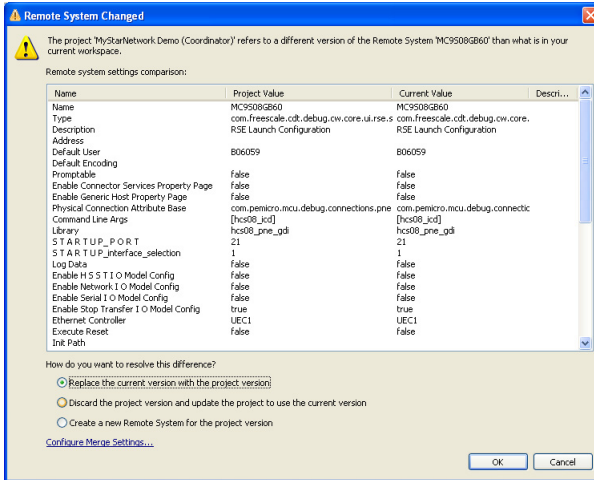 Remote System Changed
The project 'MyStarNetwork Demo (Coordinator)' refers to a different version of the Remote System 'MC9S08GB60' than what is in your
current workspace.
Remote system settings comparison:
Name Project Value Current Value Descri...
Name MC9S08GB60 MC9S08GB60
Type com.freescale.cdt.debug.cw.core.ui.rse.s com.freescale.cdt.debug.cw.core.
Description RSE Launch Configuration RSE Launch Configuration
Address
Default User B06059 B06059
Default Encoding
Promptable false false
Enable Connector Services Property Page false false
Enable Generic Host Property Page false false
Physical Connection Attribute Base com.pemicro.mcu.debug.connections.pne com.pemicro.mcu.debug.connectic
Command Line Args [hcs08_icd] [hcs08_icd]
Library hcs08_pne_gdi hcs08_pne_gdi
S T A R T U P_ P O R T 21 21
S T A R T U P_interface_selection 1 1
Log Data false false
Enable H S S T I O Model Config false false
Enable Network I O Model Config false false
Enable Serial I O Model Config false false
Enable Stop Transfer I O Model Config true true
Ethernet Controller UEC1 UEC1
Execute Reset false false
Init Path
How do you want to resolve this difference?
Replace the current version with the project version
Discard the project version and update the project to use the current version
Create a new Remote System for the project version
Configure Merge Settings...
OK Cancel